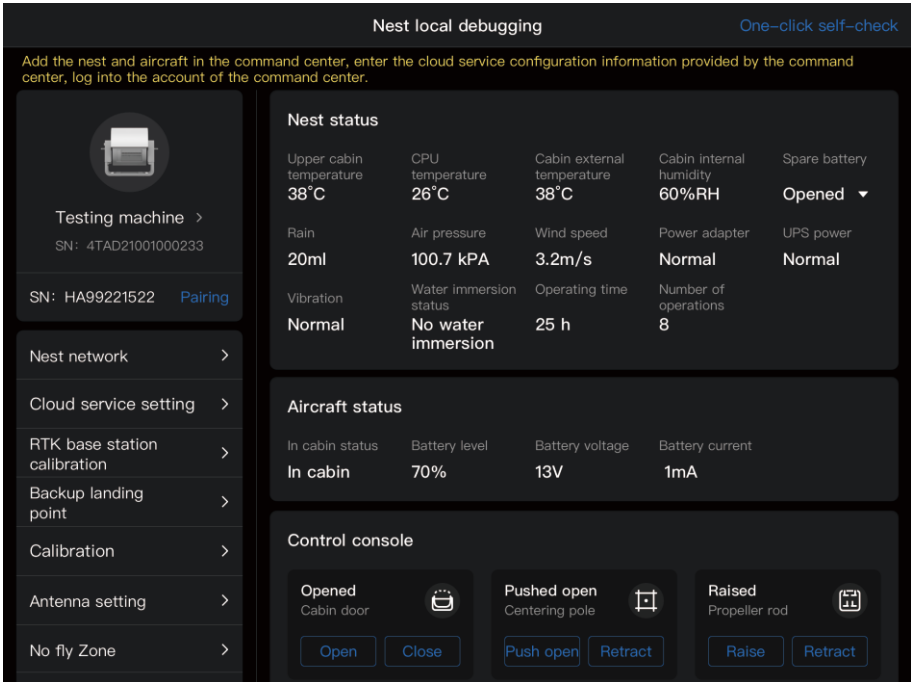 Nest local debugging
One-click self-check
Add the nest and aircraft in the command center, enter the cloud service configuration information provided by the command
center, log into the account of the command center.
Testing machine
SN: 4TAD21001000233
SN: HA99221522
Pairing
Nest network
Cloud service setting
RTK base station
calibration
Backup landing
point
Calibration
Antenna setting
No fly Zone
Nest status
Upper cabin
temperature
38°C
CPU
temperature
26°C
Cabin external
temperature
38°C
Cabin internal
humidity
60%RH
Spare battery
Opened
Rain
20ml
Air pressure
100.7 kPA
Wind speed
3.2m/s
Power adapter
Normal
UPS power
Normal
Vibration
Normal
Water immersion
status
No water
immersion
Operating time
25 h
Number of
operations
8
Aircraft status
In cabin status
In cabin
Battery level
70%
Battery voltage
13V
Battery current
1mA
Control console
Opened
Cabin door
Open
Close
Pushed open
Centering pole
Push open
Retract
Raised
Propeller rod
Raise
Retract